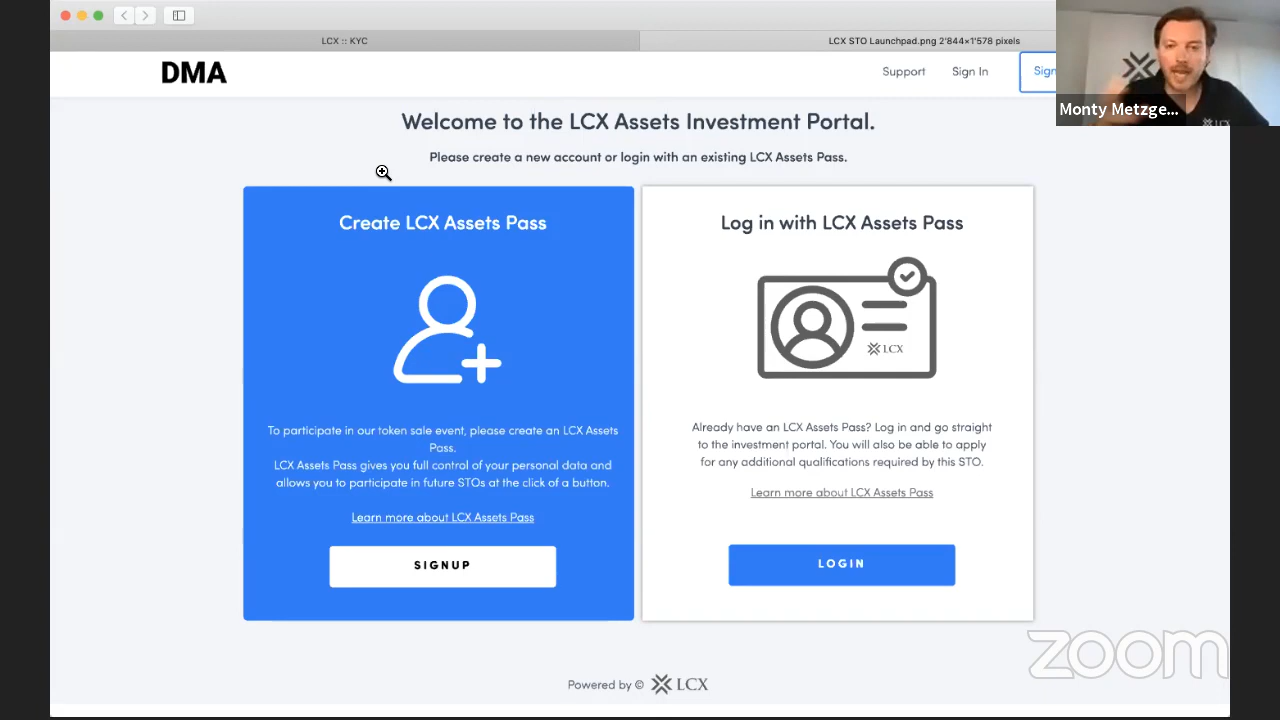 LCX :: KYC
LCX STO Launchpad.png 2'844×1'578 pixels
DMA
Support
Sign In
Sign
Monty Metzge...
LCX
Welcome to the LCX Assets Investment Portal.
Please create a new account or login with an existing LCX Assets Pass.
Create LCX Assets Pass
To participate in our token sale event, please create an LCX Assets
Pass.
LCX Assets Pass gives you full control of your personal data and
allows you to participate in future STOs at the click of a button.
Learn more about LCX Assets Pass
SIGNUP
Log in with LCX Assets Pass
LCX
Already have an LCX Assets Pass? Log in and go straight
to the investment portal. You will also be able to apply
for any additional qualifications required by this STO.
Learn more about LCX Assets Pass
LOGIN
zoom
Powered by © LCX